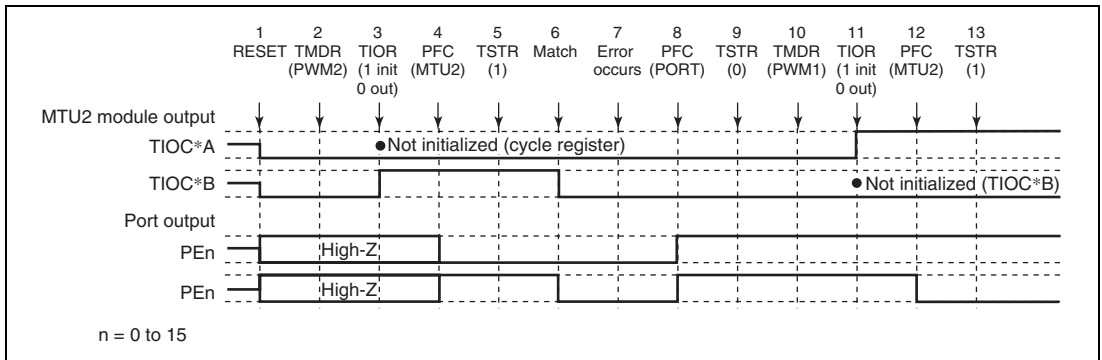 1 2 3 4 5 6 7 8 9 10 11 12 13
RESET TMDR TIOR PFC TSTR Match Error PFC TSTR TMDR TIOR PFC TSTR
(PWM2) (1 init (MTU2) (1) occurs (PORT) (0) (PWM1) (1 init (MTU2) (1)
0 out) 0 out)
MTU2 module output
TIOC*A ●Not initialized (cycle register)
TIOC*B ● Not initialized (TIOC*B)
Port output
PEn High-Z
PEn High-Z
n = 0 to 15